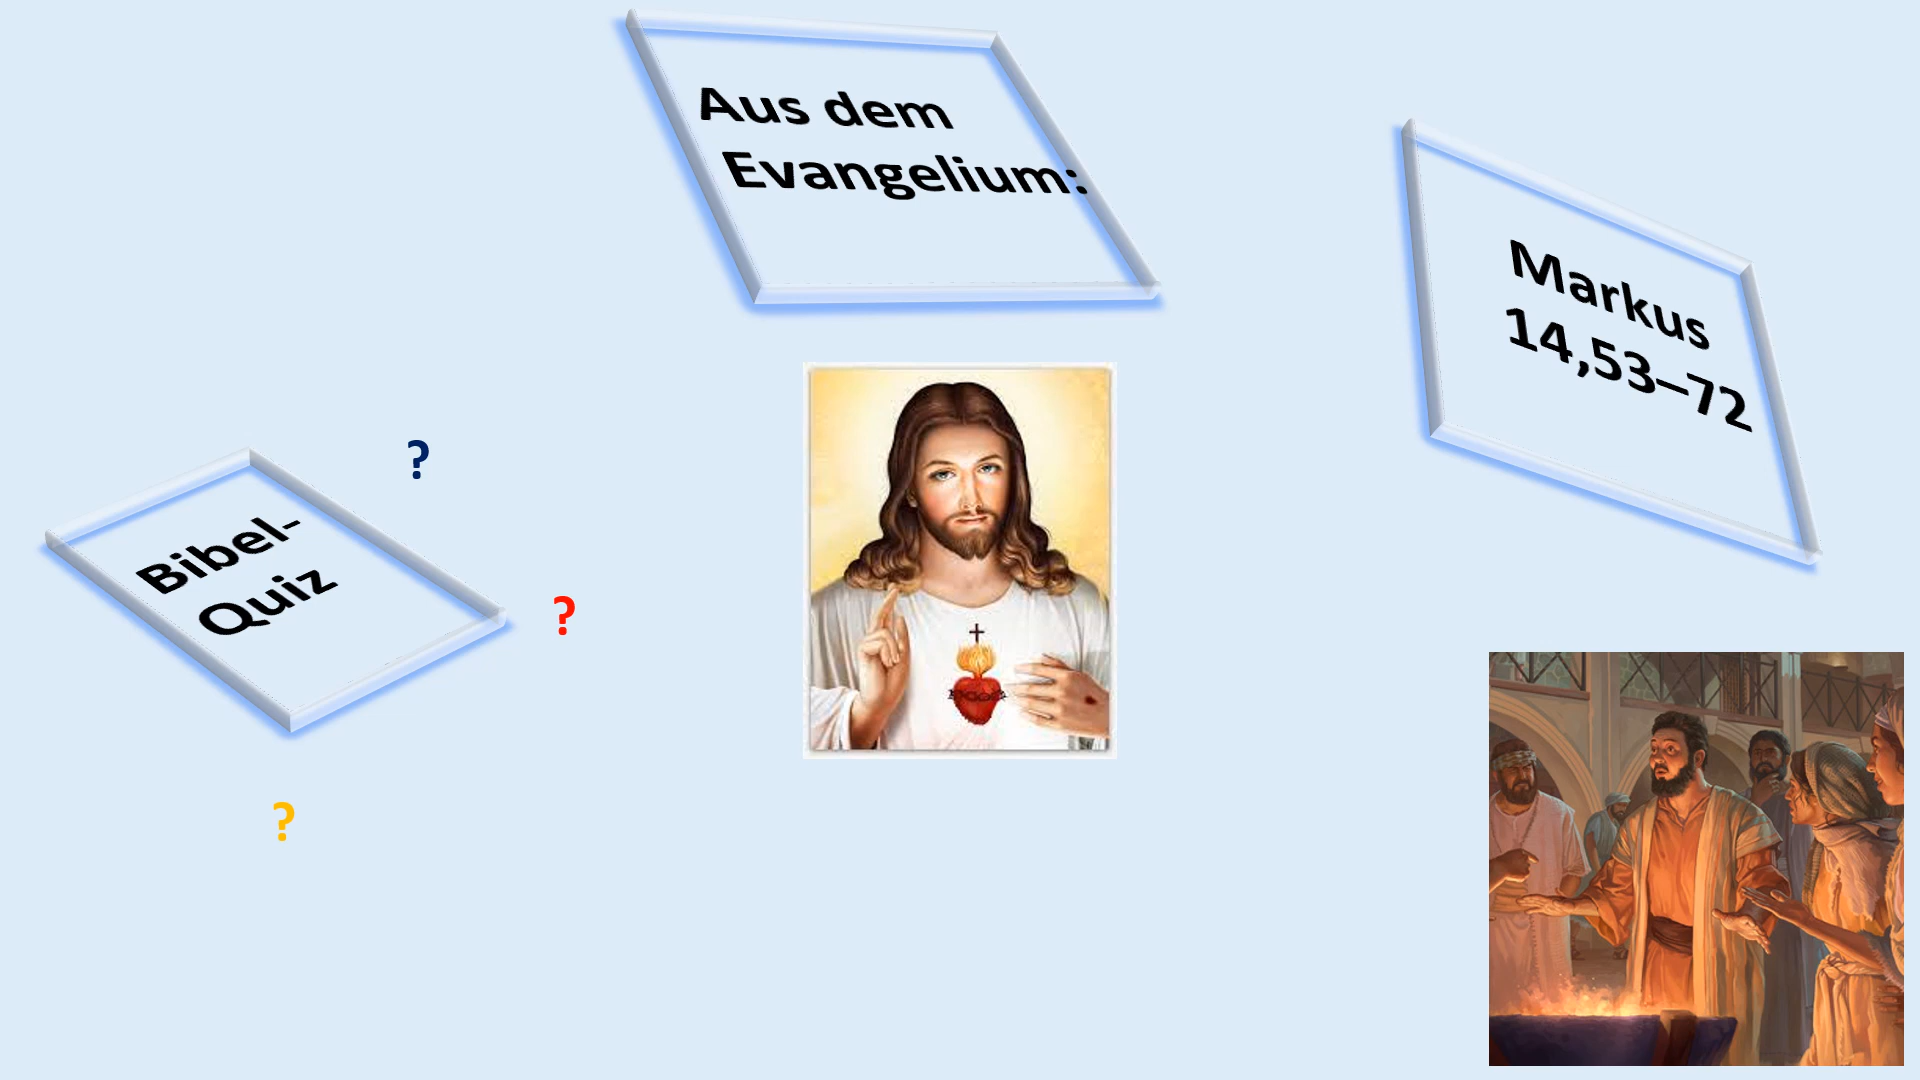 Aus dem
Evangelium:
Markus
14,53–72
Bibel-
Quiz
?
?
?